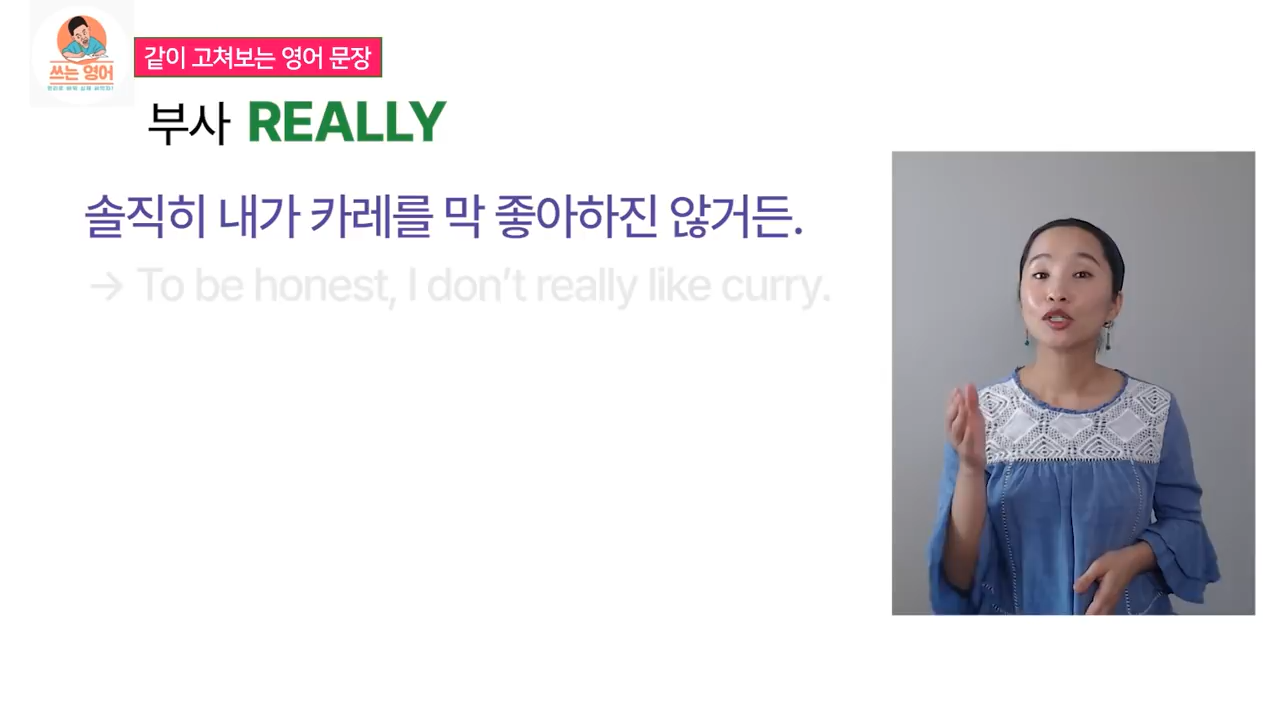 같이 고쳐보는 영어 문장
쓰는 영어
부사 REALLY
솔직히 내가 카레를 막 좋아하진 않거든.
→ To be honest, I don't really like curry.